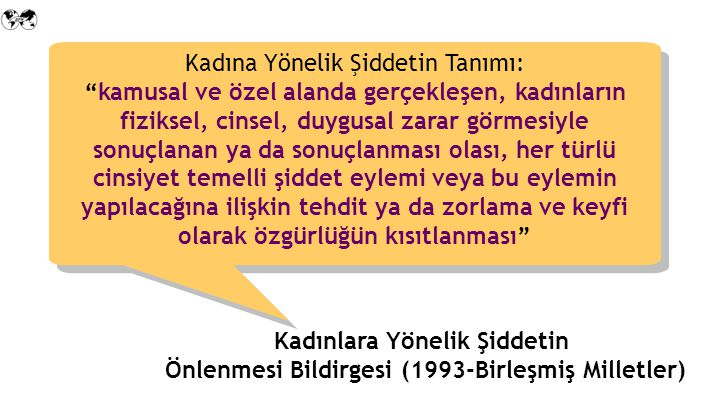 Kadına Yönelik Şiddetin Tanımı:
“kamusal ve özel alanda gerçekleşen, kadınların
fiziksel, cinsel, duygusal zarar görmesiyle
sonuçlanan ya da sonuçlanması olası, her türlü
cinsiyet temelli şiddet eylemi veya bu eylemin
yapılacağına ilişkin tehdit ya da zorlama ve keyfi
olarak özgürlüğün kısıtlanması”
Kadınlara Yönelik Şiddetin
Önlenmesi Bildirgesi (1993-Birleşmiş Milletler)